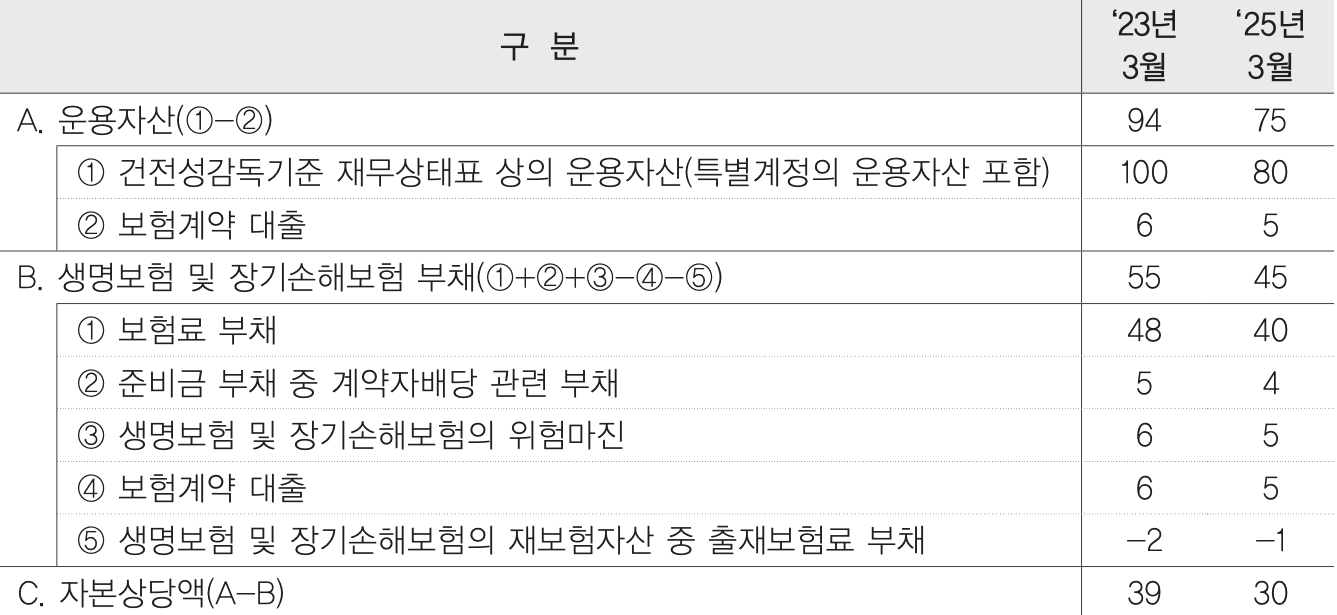 구 분 '23년 3월 '25년 3월
A. 운용자산(①-②) 94 75
① 건전성감독기준 재무상태표 상의 운용자산(특별계정의 운용자산 포함) 100 80
② 보험계약 대출 6 5
B. 생명보험 및 장기손해보험 부채(①+②+③-④-⑤) 55 45
① 보험료 부채 48 40
② 준비금 부채 중 계약자배당 관련 부채 5 4
③ 생명보험 및 장기손해보험의 위험마진 6 5
④ 보험계약 대출 6 5
⑤ 생명보험 및 장기손해보험의 재보험자산 중 출재보험료 부채 -2 -1
C. 자본상당액(A-B) 39 30